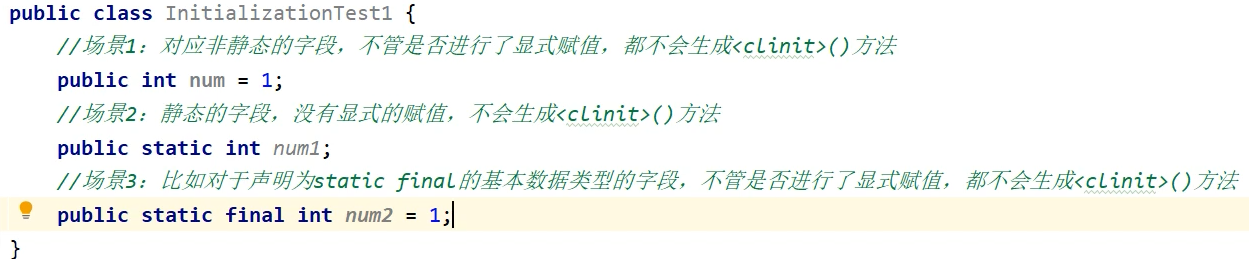 public class InitializationTest1 {
//场景1：对应非静态的字段，不管是否进行了显式赋值，都不会生成<clinit>()方法
public int num = 1;
//场景2：静态的字段，没有显式的赋值，不会生成<clinit>()方法
public static int num1;
//场景3：比如对于声明为static final的基本数据类型的字段，不管是否进行了显式赋值，都不会生成<clinit>()方法
public static final int num2 = 1;
}